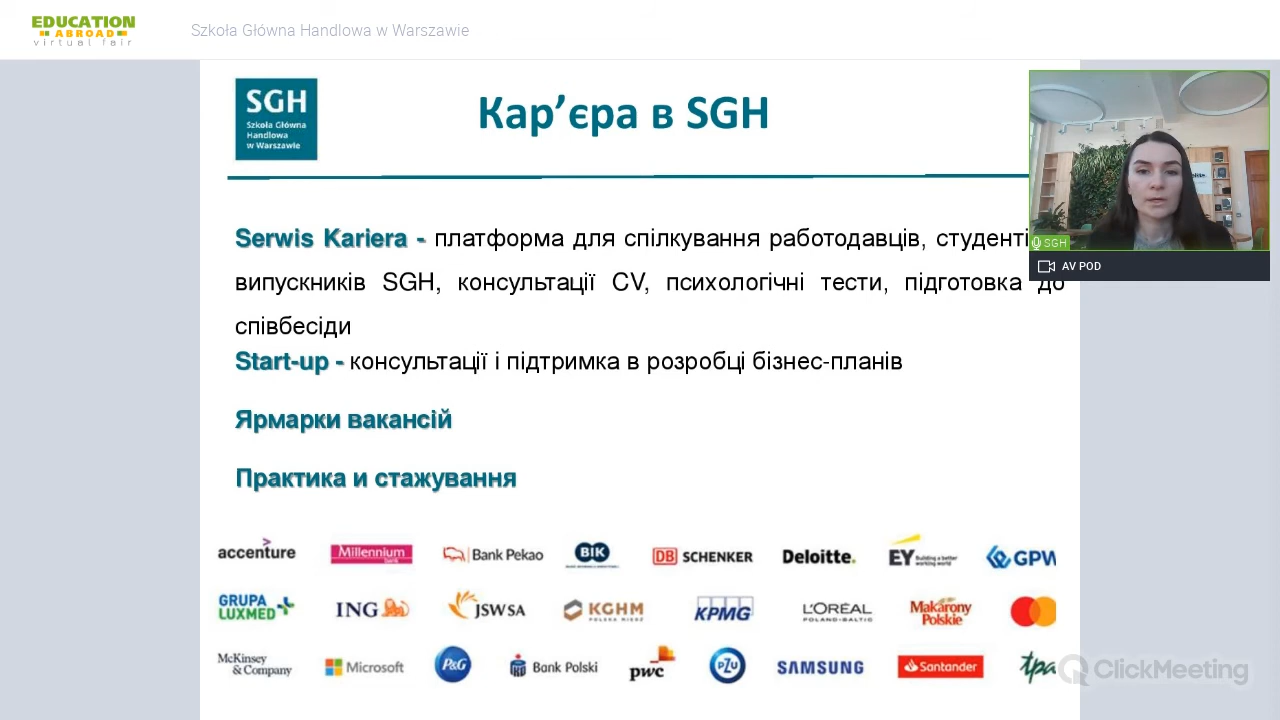 EDUCATION
ABROAD
virtual fair
Szkoła Główna Handlowa w Warszawie
SGH
Szkoła Główna
Handlowa
w Warszawie
Кар’єра в SGH
SGH
AV POD
Serwis Kariera - платформа для спілкування работодавців, студенті
випускників SGH, консультації CV, психологічні тести, підготовка до
співбесіди
Start-up - консультації і підтримка в розробці бізнес-планів
Ярмарки вакансій
Практика и стажування
accenture
Millennium
bank
Bank Pekao
BIK
DB SCHENKER
Deloitte.
EY Building a better
working world
GPW
GRUPA
LUXMED
ING
JSW SA
KGHM
POLSKA MIEDŹ
KPMG
L'ORÉAL
POLAND-BALTIC
Makarony
Polskie
McKinsey
& Company
Microsoft
P&G
Bank Polski
pwc
PZU
SAMSUNG
Santander
tpa
ClickMeeting